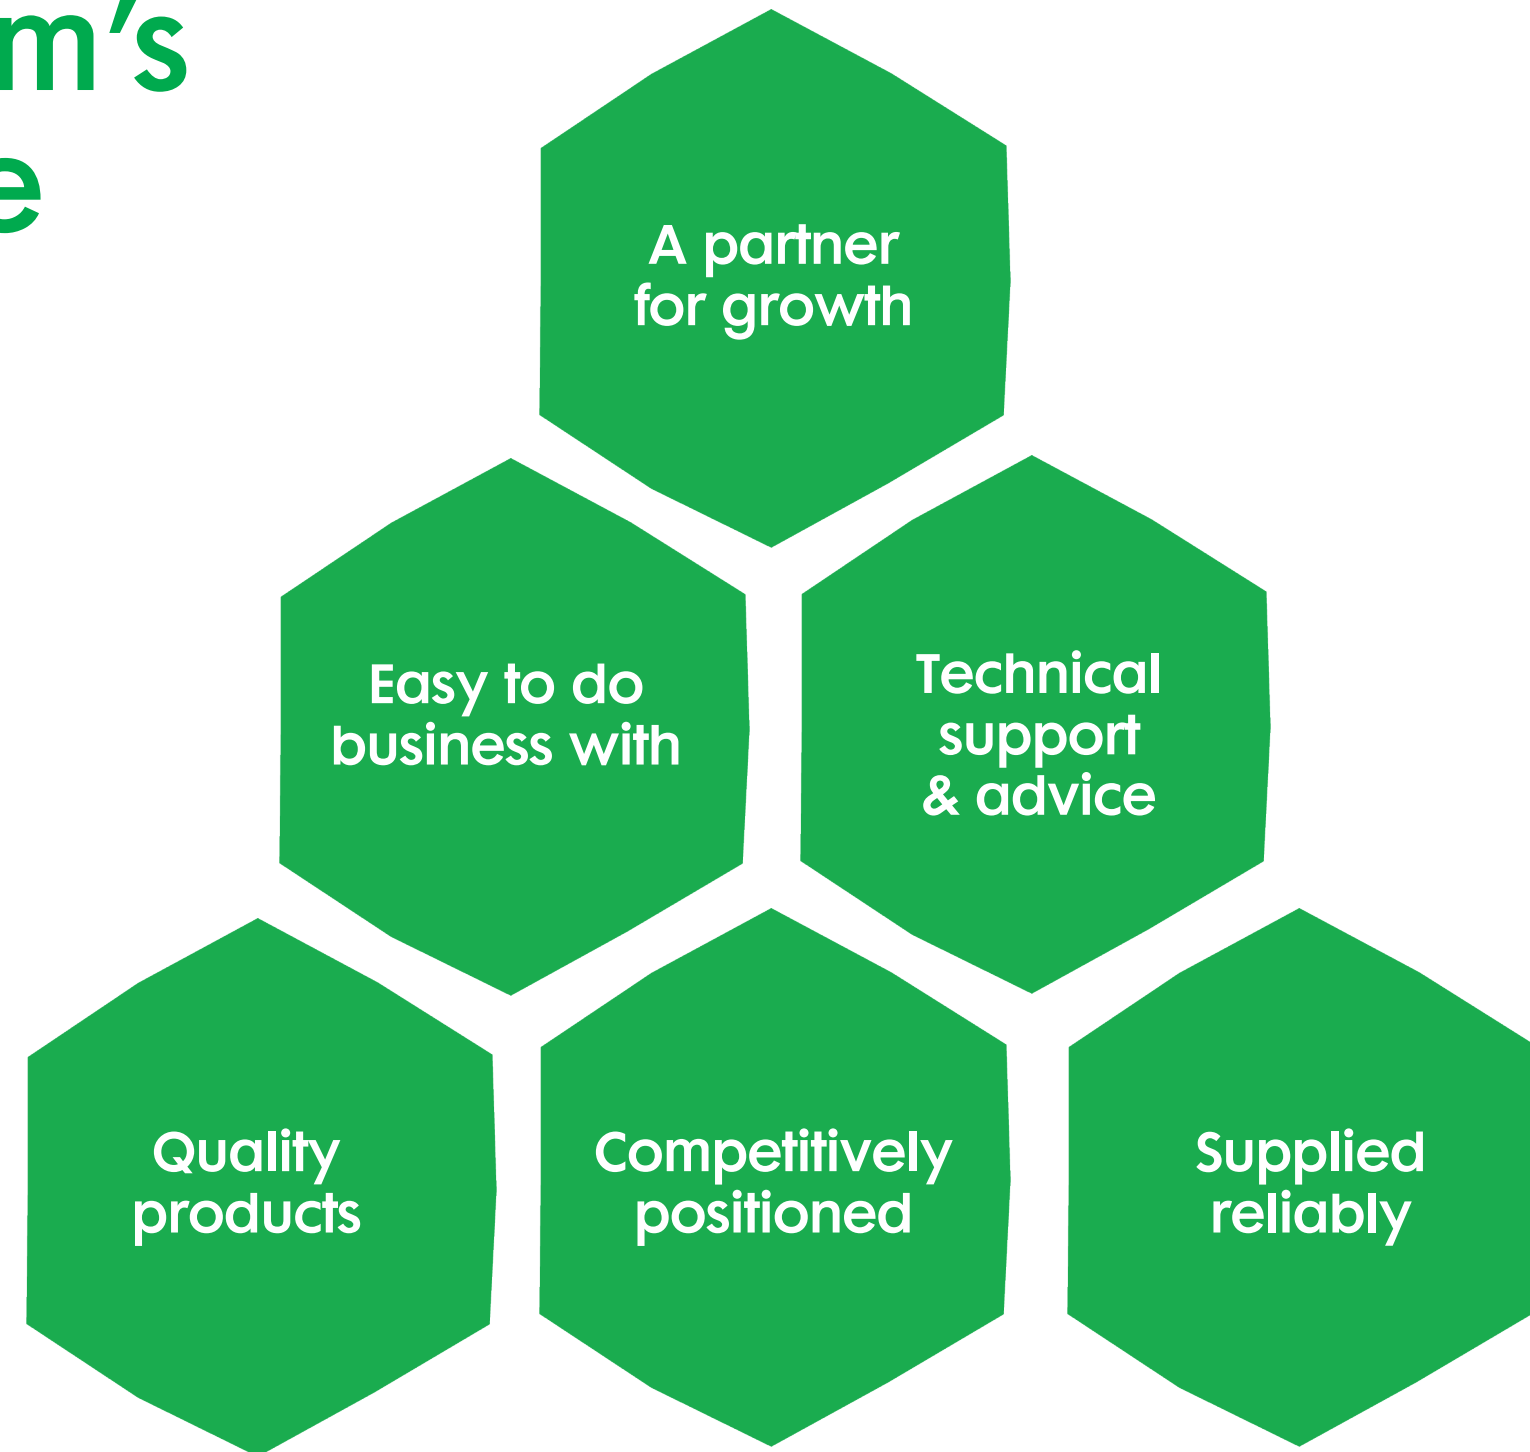 m's
e
A partner
for growth
Easy to do
business with
Technical
support
& advice
Quality
products
Competitively
positioned
Supplied
reliably